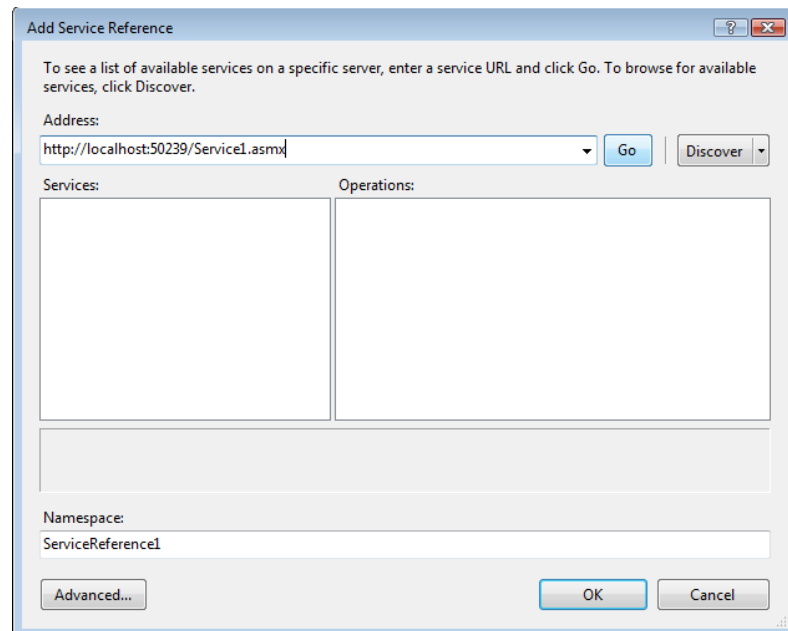 Add Service Reference
To see a list of available services on a specific server, enter a service URL and click Go. To browse for available
services, click Discover.
Address:
http://localhost:50239/Service1.asmx
Go
Discover
Services:
Operations:
Namespace:
ServiceReference1
Advanced...
OK
Cancel